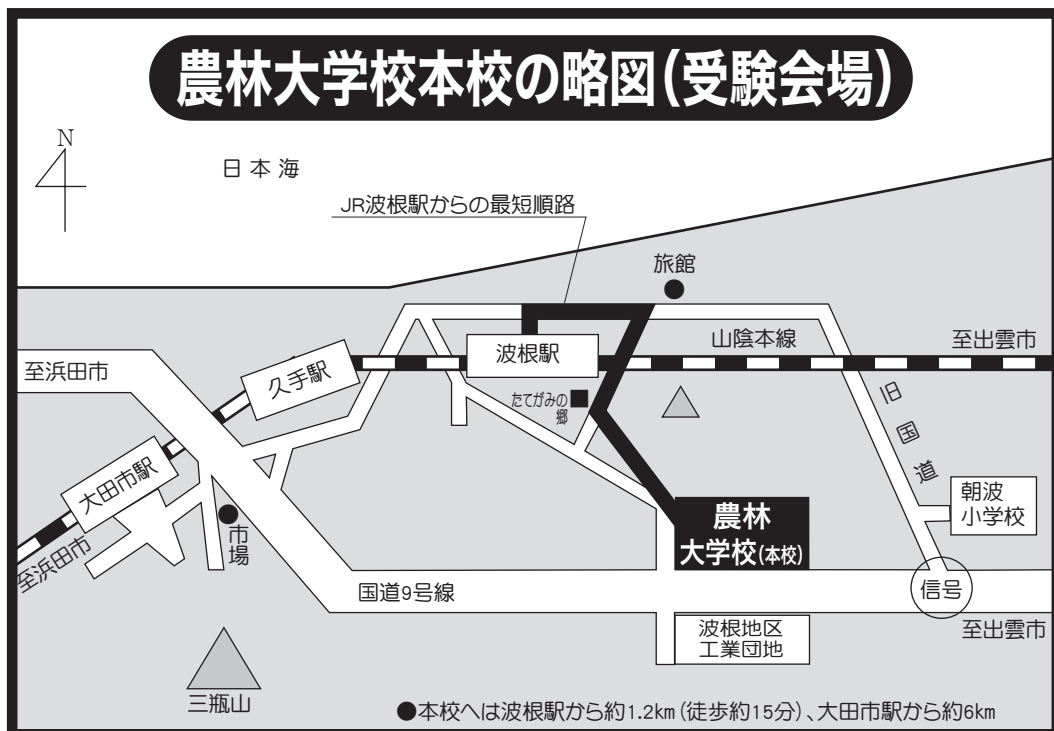 農林大学校本校の略図(受験会場)
N
日本海
JR波根駅からの最短順路
旅館
波根駅
山陰本線
至出雲市
至浜田市
久手駅
たてがみの
郷
旧国道
大田市駅
朝波
小学校
農林
大学校(本校)
市場
至浜田市
国道9号線
信号
波根地区
工業団地
至出雲市
三瓶山
●本校へは波根駅から約1.2km(徒歩約15分)、大田市駅から約6km